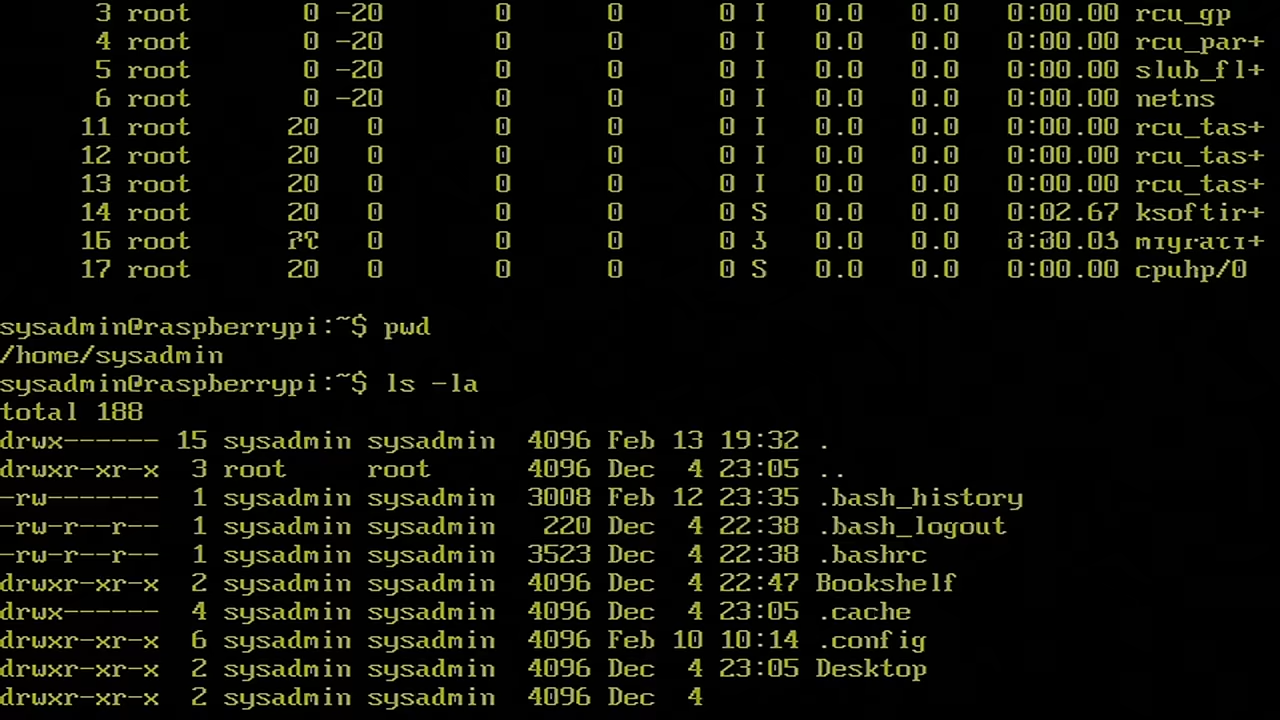 3 root 0 -20 0 0 0 I 0.0 0.0 0:00.00 rcu_gp
4 root 0 -20 0 0 0 I 0.0 0.0 0:00.00 rcu_par+
5 root 0 -20 0 0 0 I 0.0 0.0 0:00.00 slub_fl+
6 root 0 -20 0 0 0 I 0.0 0.0 0:00.00 netns
11 root 20 0 0 0 0 I 0.0 0.0 0:00.00 rcu_tas+
12 root 20 0 0 0 0 I 0.0 0.0 0:00.00 rcu_tas+
13 root 20 0 0 0 0 I 0.0 0.0 0:00.00 rcu_tas+
14 root 20 0 0 0 0 S 0.0 0.0 0:02.67 ksoftir+
16 root 0 0 0 0 0.0 0.0
17 root 20 0 0 0 0 S 0.0 0.0 0:00.00 cpuhp/0
sysadmin@raspberrypi:~$ pwd
/home/sysadmin
sysadmin@raspberrypi:~$ ls -la
total 188
drwx------ 15 sysadmin sysadmin 4096 Feb 13 19:32 .
drwxr-xr-x 3 root root 4096 Dec 4 23:05 ..
-rw------- 1 sysadmin sysadmin 3008 Feb 12 23:35 .bash_history
-rw-r--r-- 1 sysadmin sysadmin 220 Dec 4 22:38 .bash_logout
-rw-r--r-- 1 sysadmin sysadmin 3523 Dec 4 22:38 .bashrc
drwxr-xr-x 2 sysadmin sysadmin 4096 Dec 4 22:47 Bookshelf
drwx------ 4 sysadmin sysadmin 4096 Dec 4 23:05 .cache
drwxr-xr-x 6 sysadmin sysadmin 4096 Feb 10 10:14 .config
drwxr-xr-x 2 sysadmin sysadmin 4096 Dec 4 23:05 Desktop
drwxr-xr-x 2 sysadmin sysadmin 4096 Dec 4